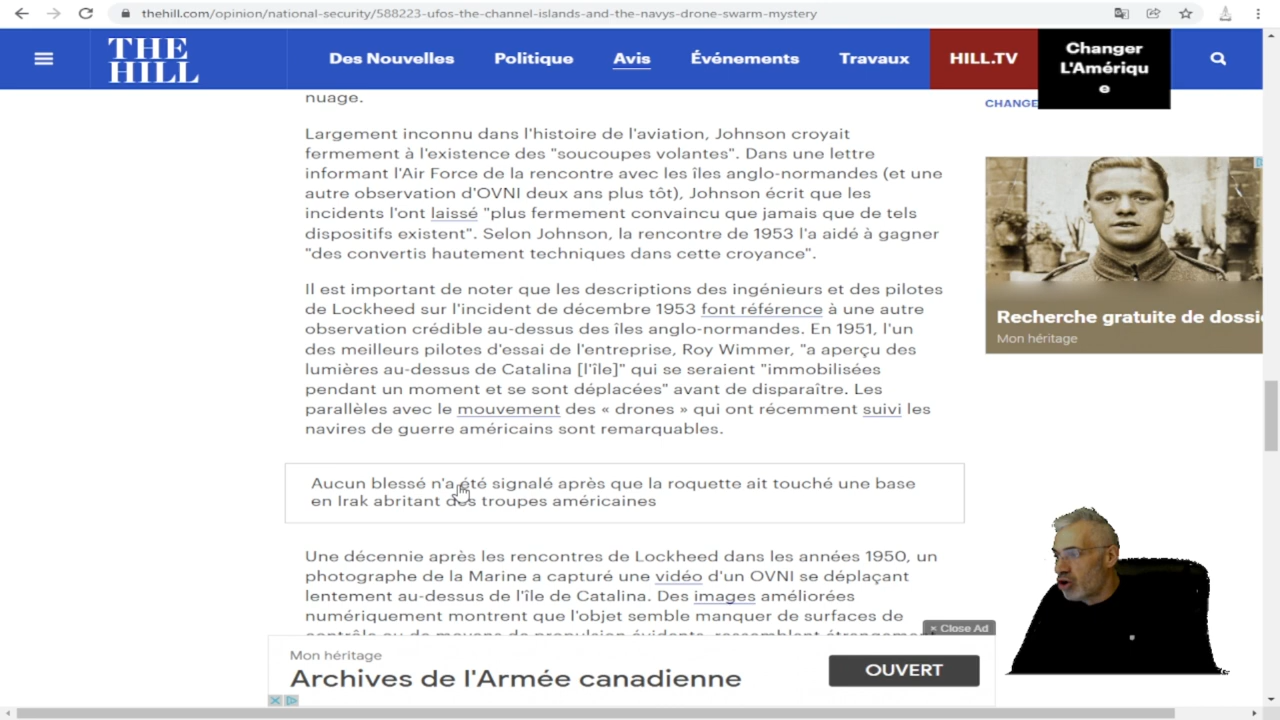 thehill.com/opinion/national-security/588223-ufos-the-channel-islands-and-the-navys-drone-swarm-mystery
THE
HILL
Des Nouvelles
Politique
Avis
Événements
Travaux
HILL.TV
Changer
L'Amériqu
e
CHANGE
nuage.
Largement inconnu dans l'histoire de l'aviation, Johnson croyait
fermement à l'existence des "soucoupes volantes". Dans une lettre
informant l'Air Force de la rencontre avec les îles anglo-normandes (et une
autre observation d'OVNI deux ans plus tôt), Johnson écrit que les
incidents l'ont laissé "plus fermement convaincu que jamais que de tels
dispositifs existent". Selon Johnson, la rencontre de 1953 l'a aidé à gagner
"des convertis hautement techniques dans cette croyance".
Il est important de noter que les descriptions des ingénieurs et des pilotes
de Lockheed sur l'incident de décembre 1953 font référence à une autre
observation crédible au-dessus des îles anglo-normandes. En 1951, l'un
des meilleurs pilotes d'essai de l'entreprise, Roy Wimmer, "a aperçu des
lumières au-dessus de Catalina [l'île]" qui se seraient "immobilisées
pendant un moment et se sont déplacées" avant de disparaître. Les
parallèles avec le mouvement des « drones » qui ont récemment suivi les
navires de guerre américains sont remarquables.
Aucun blessé n'a été signalé après que la roquette ait touché une base
en Irak abritant des troupes américaines
Une décennie après les rencontres de Lockheed dans les années 1950, un
photographe de la Marine a capturé une vidéo d'un OVNI se déplaçant
lentement au-dessus de l'île de Catalina. Des images améliorées
numériquement montrent que l'objet semble manquer de surfaces de
Recherche gratuite de dossi
Mon héritage
× Close Ad
Mon héritage
Archives de l'Armée canadienne
OUVERT